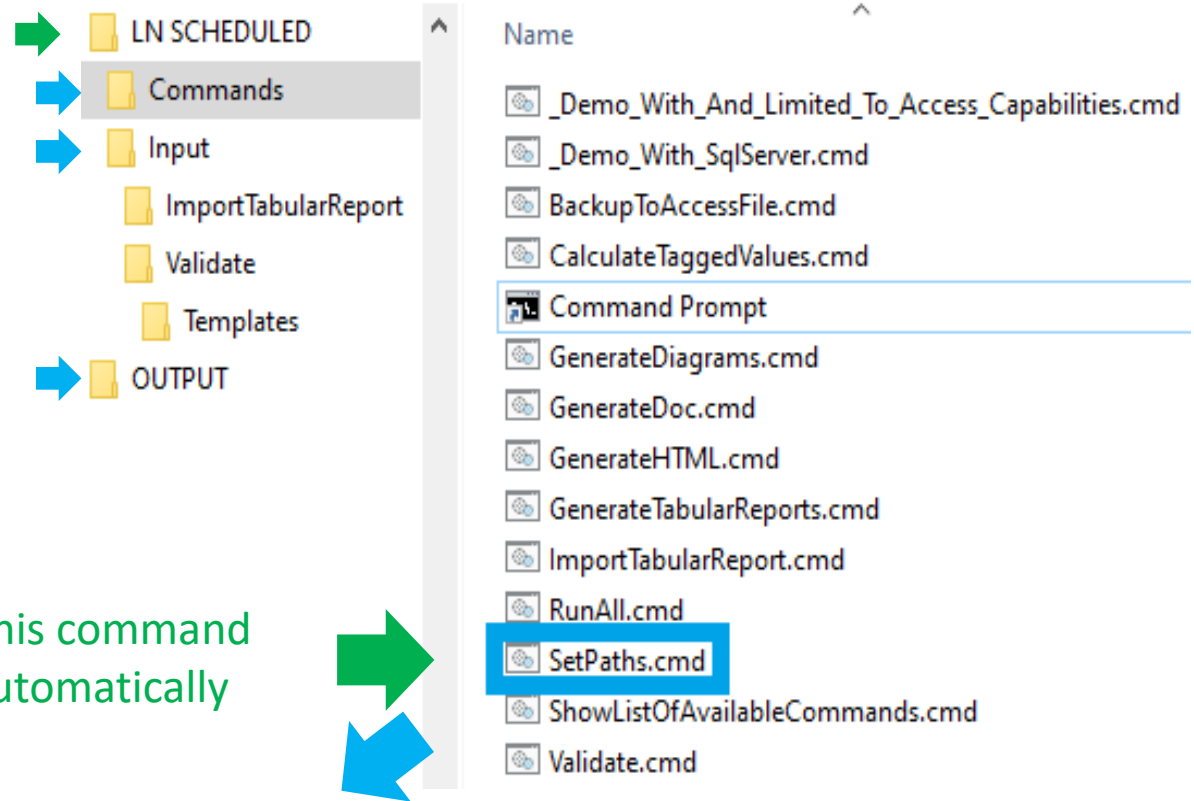 LN SCHEDULED
Commands
Input
ImportTabularReport
Validate
Templates
OUTPUT
Name
_Demo_With_And_Limited_To_Access_Capabilities.cmd
_Demo_With_SqlServer.cmd
BackupToAccessFile.cmd
CalculateTaggedValues.cmd
Command Prompt
GenerateDiagrams.cmd
GenerateDoc.cmd
GenerateHTML.cmd
GenerateTabularReports.cmd
ImportTabularReport.cmd
RunAll.cmd
SetPaths.cmd
ShowListOfAvailableCommands.cmd
Validate.cmd
command